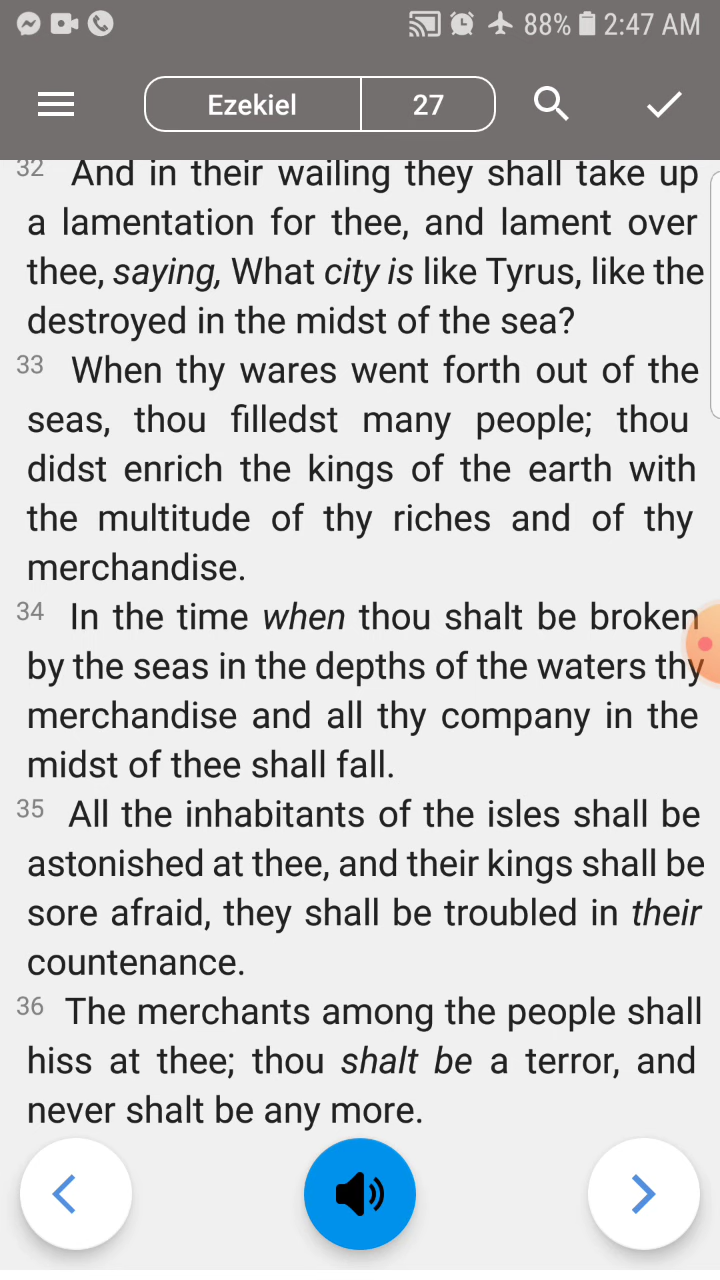 88% 2:47 AM
Ezekiel 27
32 And in their wailing they shall take up
a lamentation for thee, and lament over
thee, saying, What city is like Tyrus, like the
destroyed in the midst of the sea?
33 When thy wares went forth out of the
seas, thou filledst many people; thou
didst enrich the kings of the earth with
the multitude of thy riches and of thy
merchandise.
34 In the time when thou shalt be broken
by the seas in the depths of the waters thy
merchandise and all thy company in the
midst of thee shall fall.
35 All the inhabitants of the isles shall be
astonished at thee, and their kings shall be
sore afraid, they shall be troubled in their
countenance.
36 The merchants among the people shall
hiss at thee; thou shalt be a terror, and
never shalt be any more.